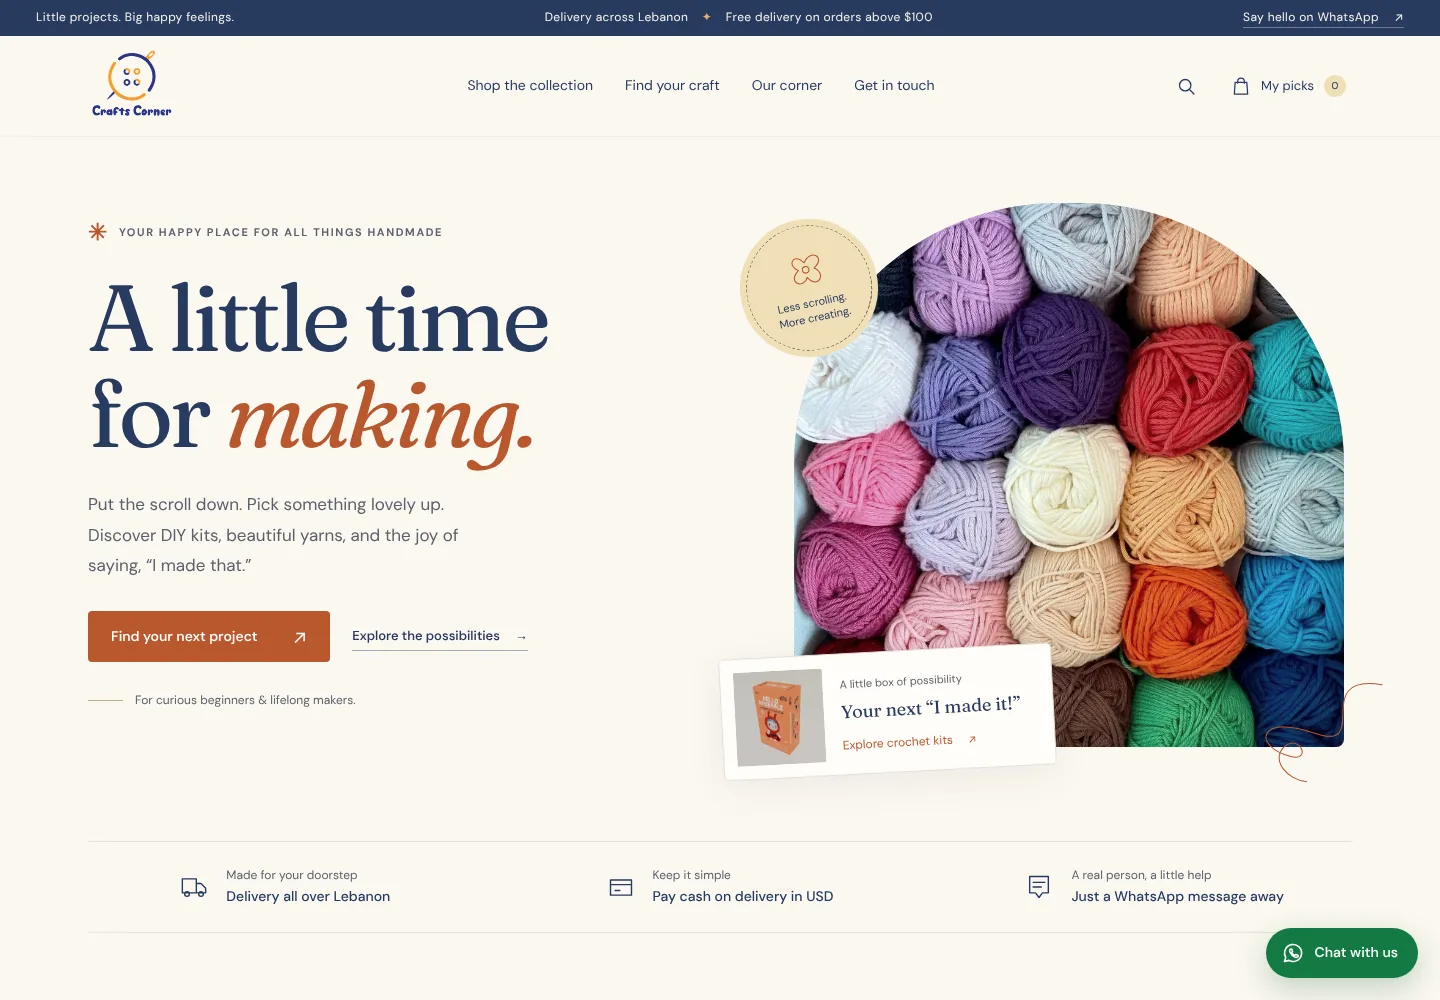 Little projects. Big happy feelings.
Delivery across Lebanon ✦ Free delivery on orders above $100
Say hello on WhatsApp ↗
Crafts Corner
Shop the collection
Find your craft
Our corner
Get in touch
My picks 0
YOUR HAPPY PLACE FOR ALL THINGS HANDMADE
A little time
for making.
Put the scroll down. Pick something lovely up.
Discover DIY kits, beautiful yarns, and the joy of
saying, “I made that.”
Find your next project ↗
Explore the possibilities →
For curious beginners & lifelong makers.
Less scrolling.
More creating.
A little box of possibility
Your next “I made it!”
Explore crochet kits ↗
Made for your doorstep
Delivery all over Lebanon
Keep it simple
Pay cash on delivery in USD
A real person, a little help
Just a WhatsApp message away
Chat with us